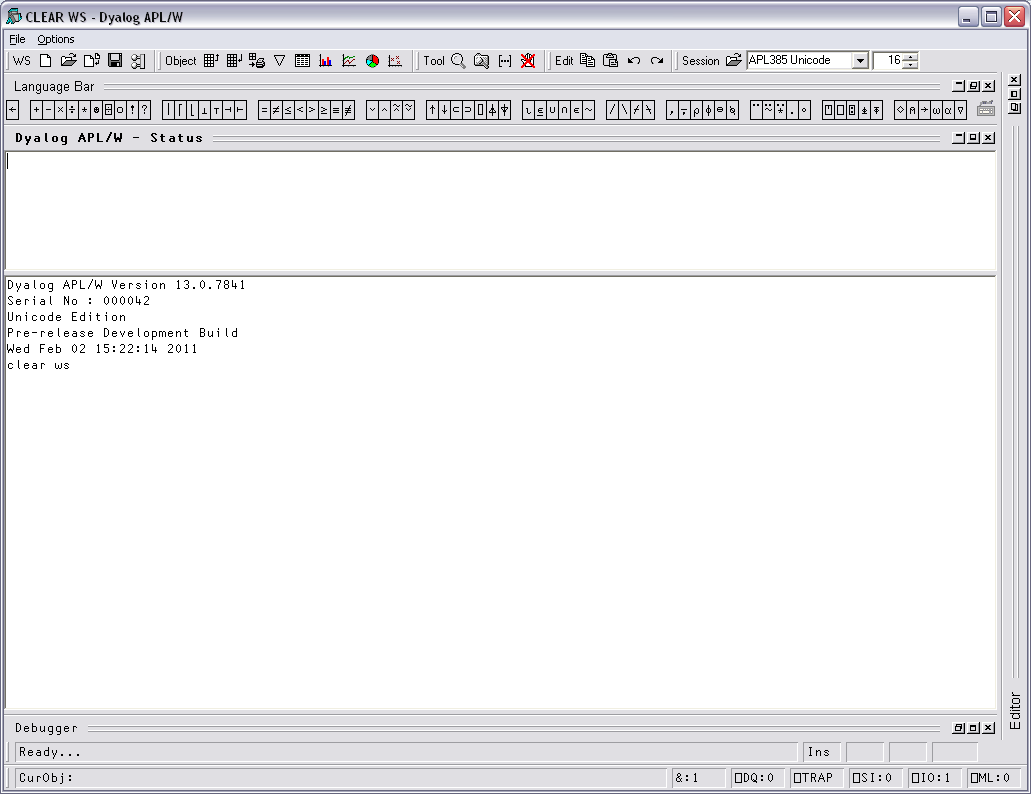 CLEAR WS - Dyalog APL/W
File Options
WS Object Tool Edit Session APL385 Unicode 16
Language Bar
← + - × ÷ * ⍟ ⌹ ○ ! ? | ⌈ ⌊ ⊥ ⊤ ⊣ ⊢ = ≠ ≤ < > ≥ ≡ ≢ ∨ ∧ ⍲ ⍱ ↑ ↓ ⊂ ⊃ ⌷ ⍋ ⍒ ⍳ ⍷ ∪ ∩ ∊ ~ / \ ⌿ ⍀ , ⍪ ⍴ ⌽ ⊖ ⍉ ¨ ⍨ ⍣ . ∘ ⍞ ⎕ ⍠ ⍎ ⍕ ⋄ ⍝ → ⍵ ⍺ ∇
Dyalog APL/W - Status
Dyalog APL/W Version 13.0.7841
Serial No : 000042
Unicode Edition
Pre-release Development Build
Wed Feb 02 15:22:14 2011
clear ws
Editor
Debugger
Ready... Ins
CurObj: &:1 ⎕DQ:0 ⎕TRAP ⎕SI:0 ⎕IO:1 ⎕ML:0